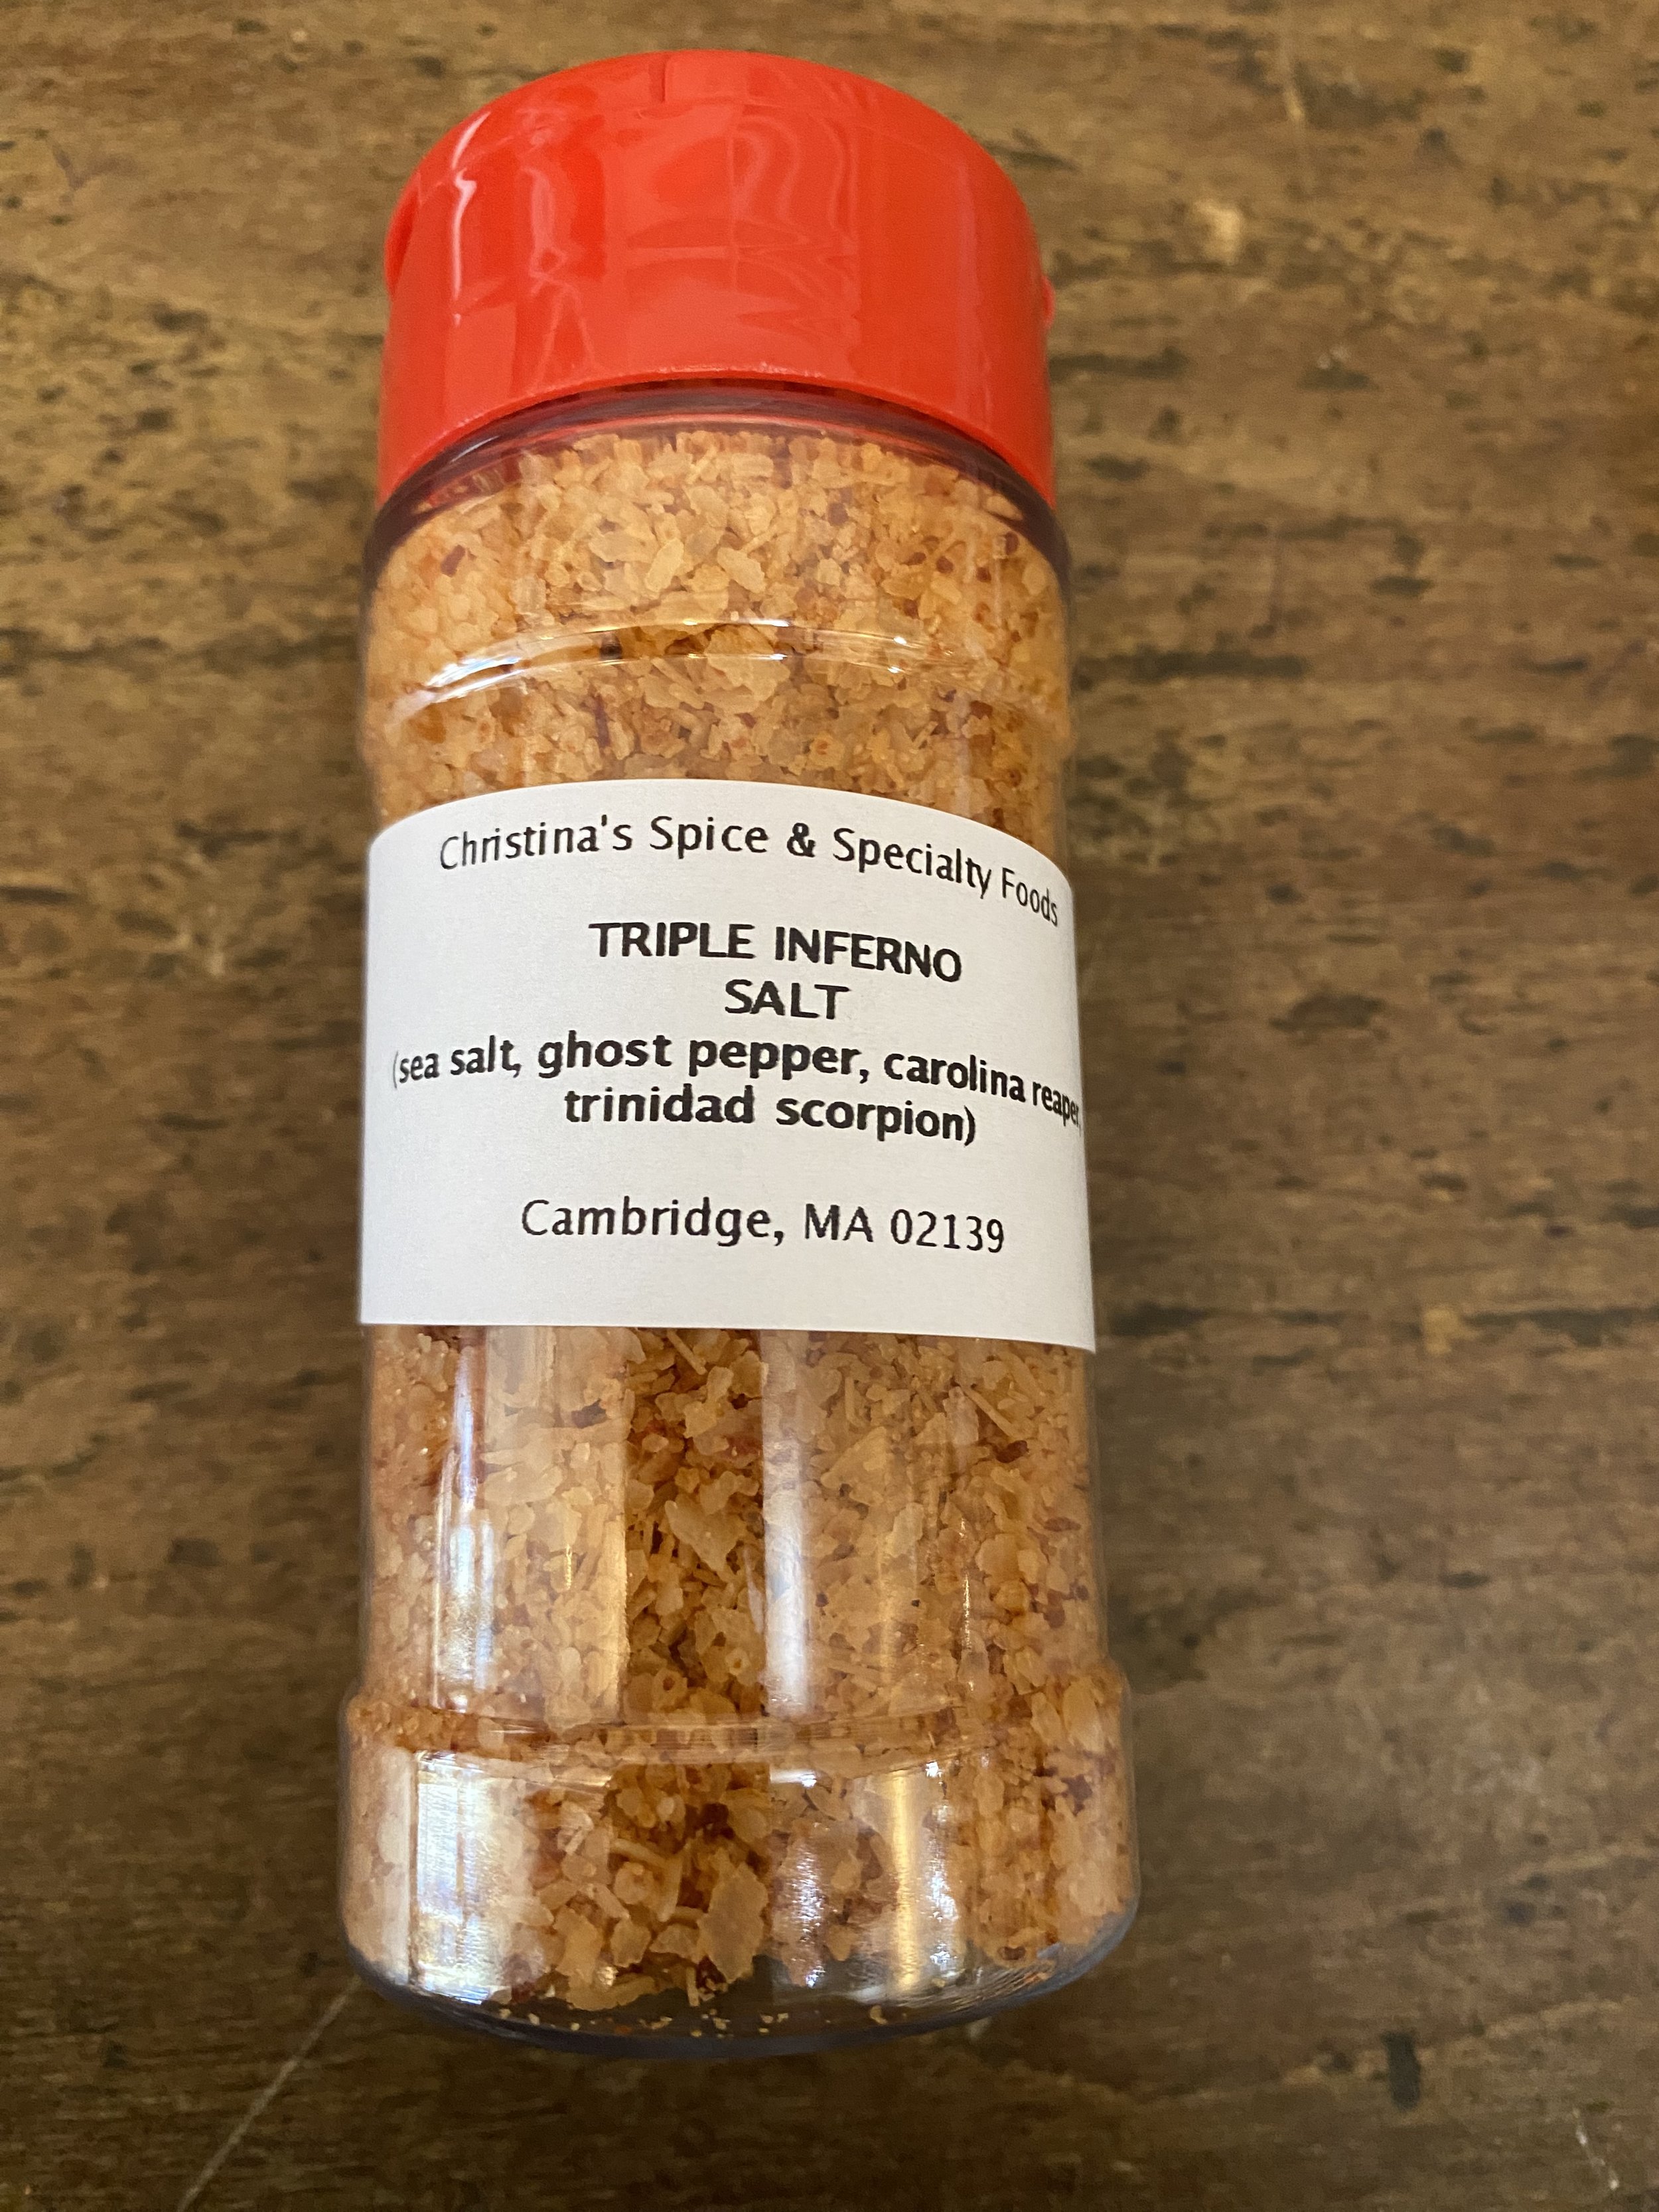 Christina's Spice & Specialty Foods
TRIPLE INFERNO
SALT
(sea salt, ghost pepper, carolina reaper,
trinidad scorpion)
Cambridge, MA 02139